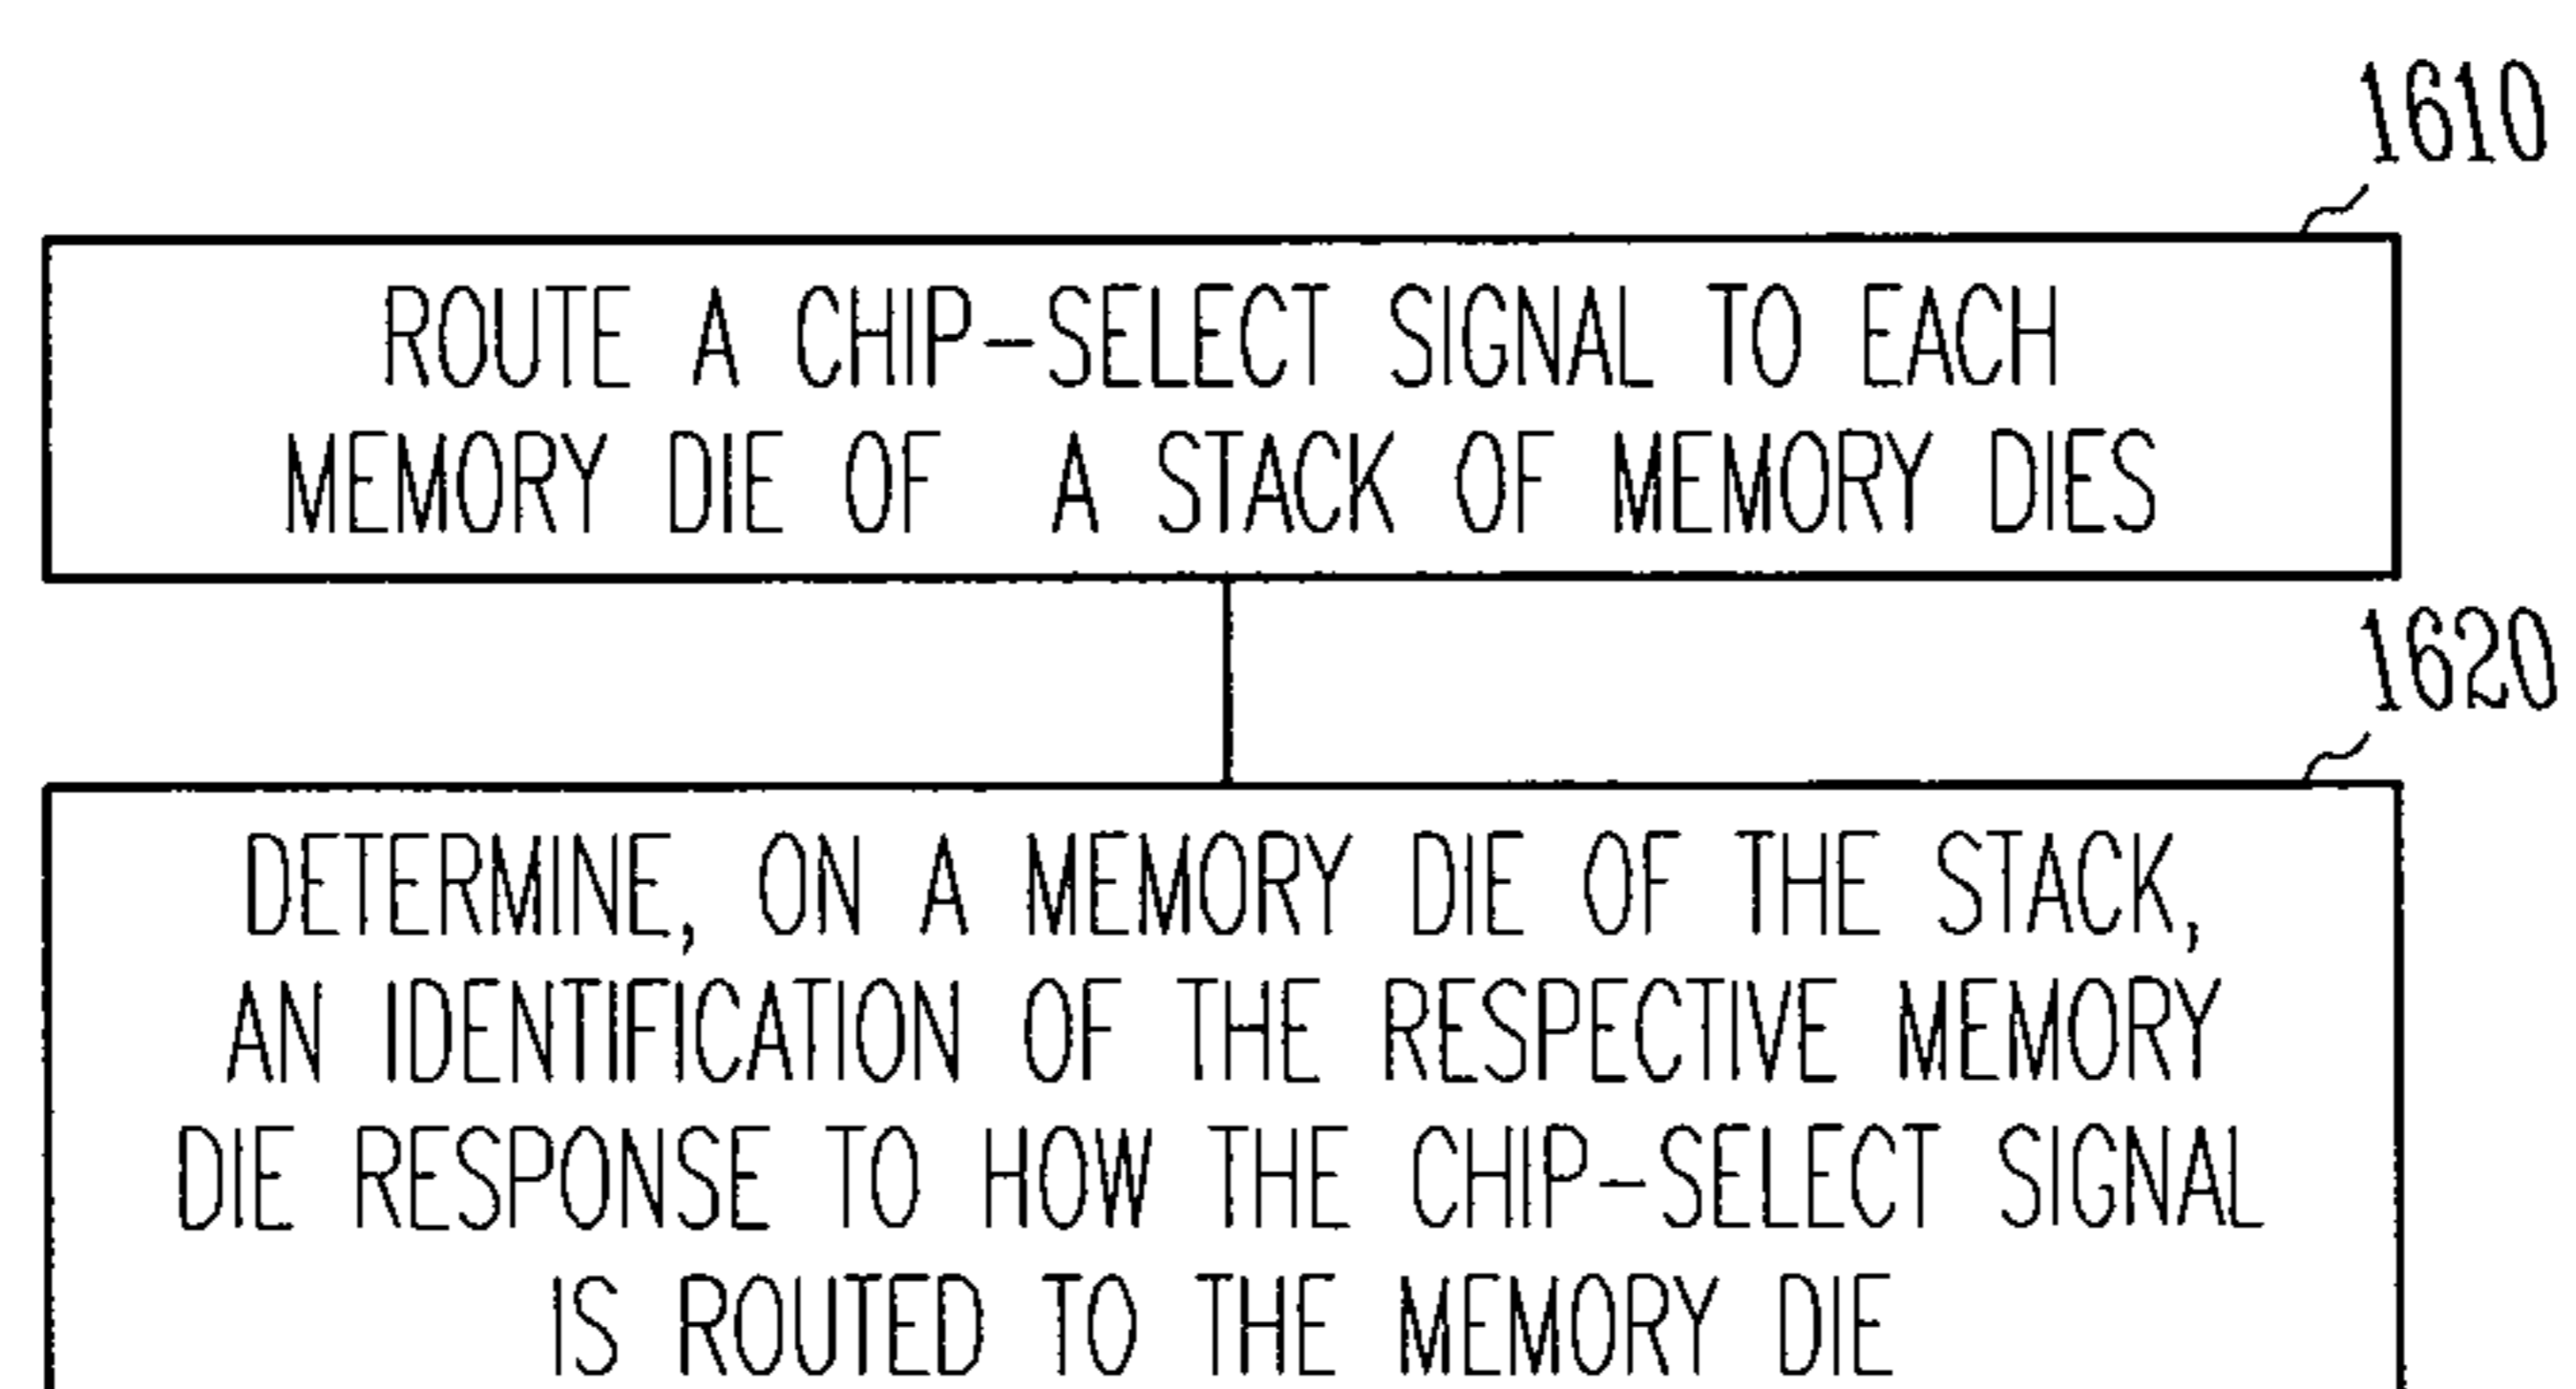 1610
ROUTE A CHIP-SELECT SIGNAL TO EACH
MEMORY DIE OF A STACK OF MEMORY DIES
1620
DETERMINE, ON A MEMORY DIE OF THE STACK,
AN IDENTIFICATION OF THE RESPECTIVE MEMORY
DIE RESPONSE TO HOW THE CHIP-SELECT SIGNAL
IS ROUTED TO THE MEMORY DIE